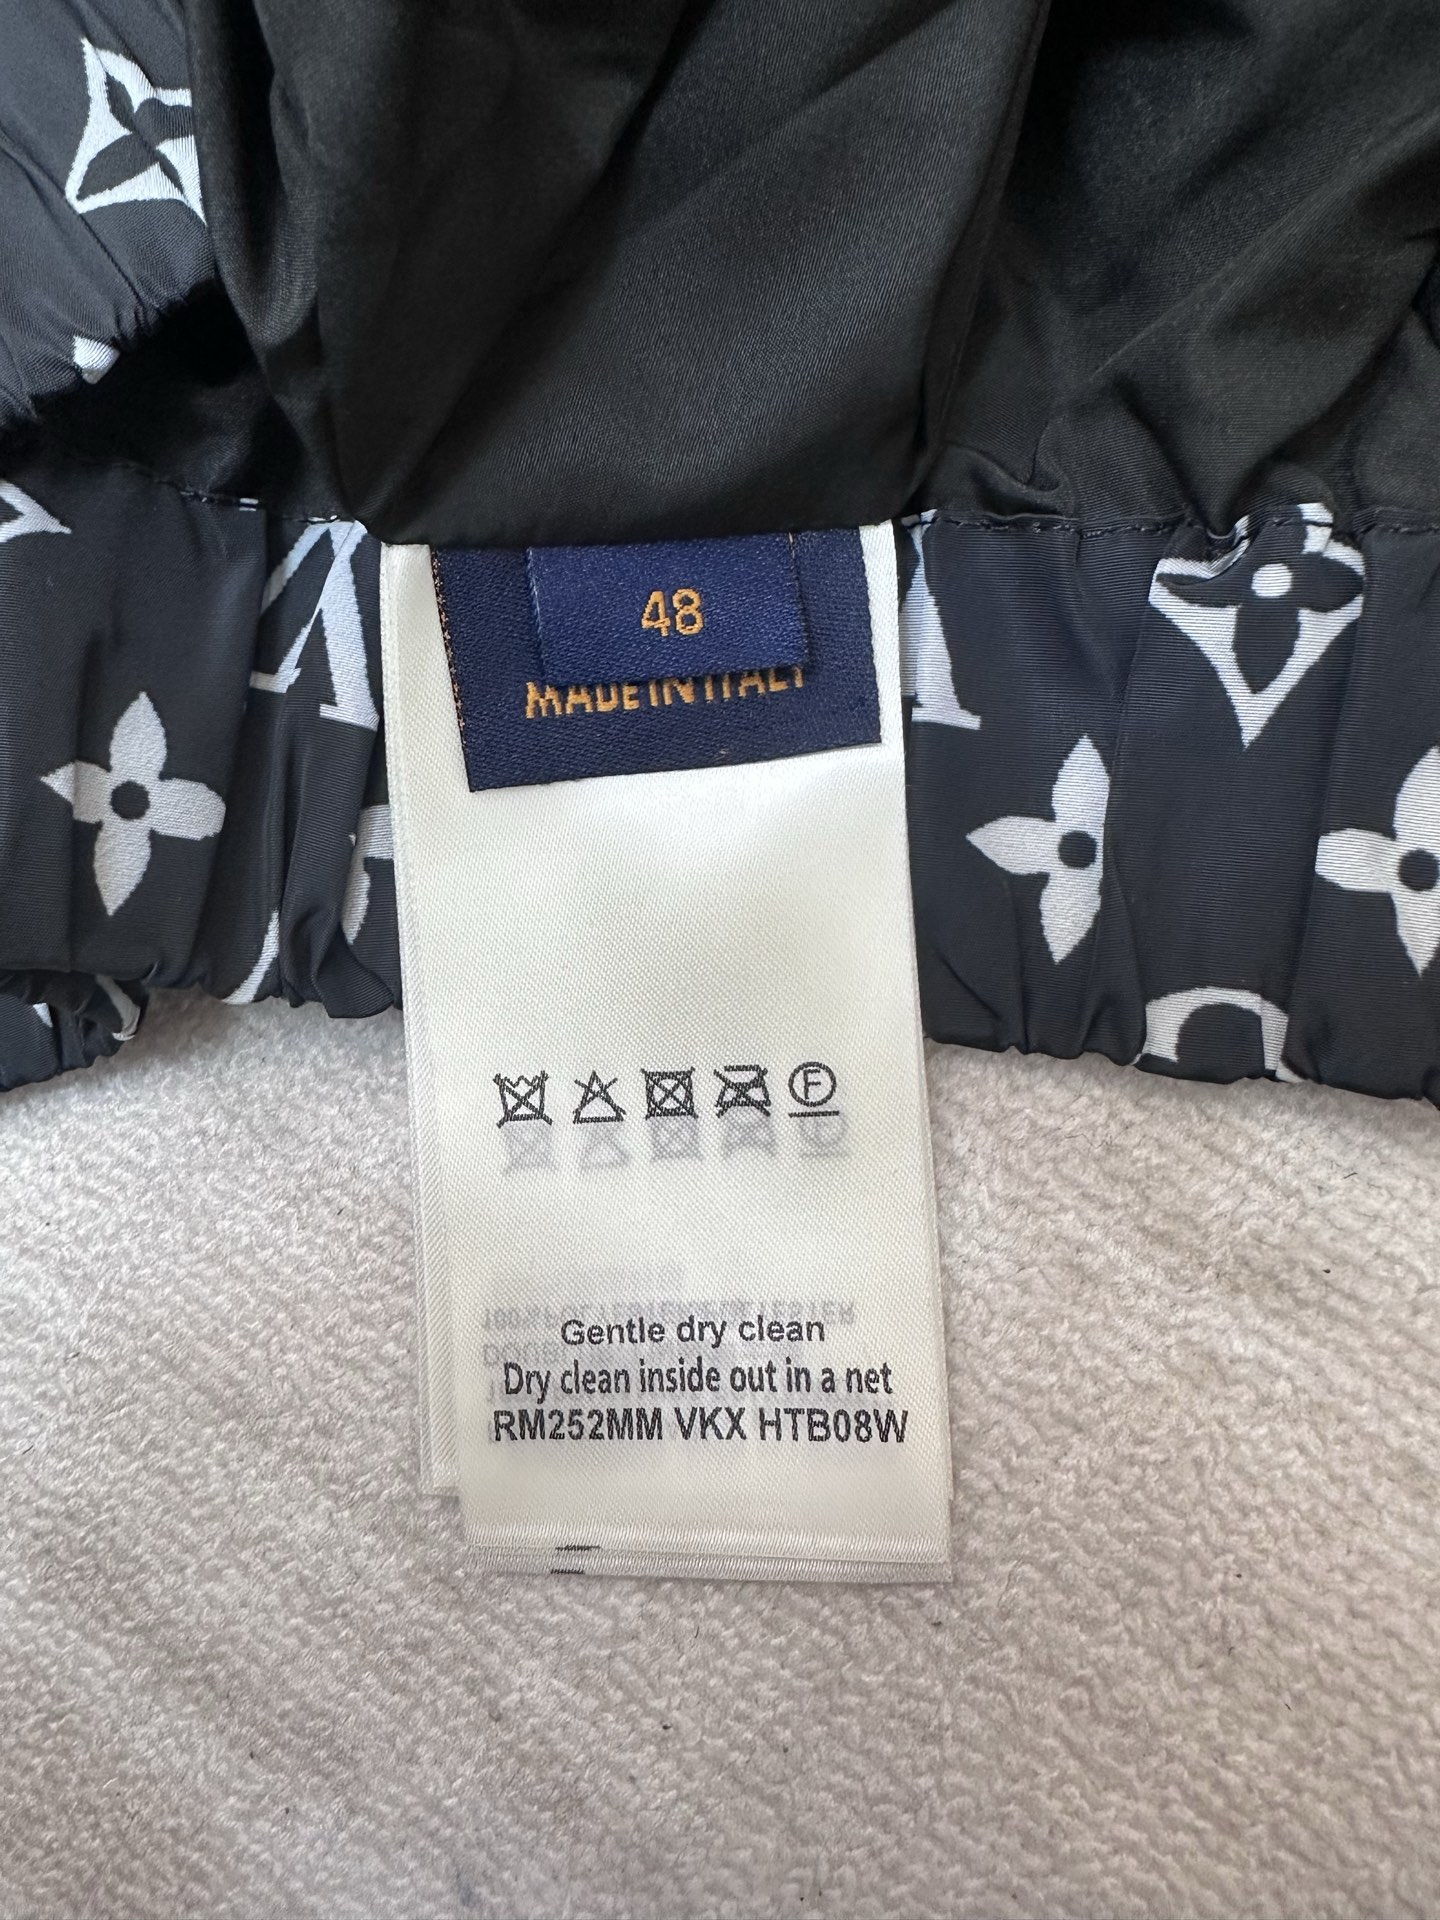 48
MADE IN ITALY
F
Gentle dry clean
Dry clean inside out in a net
RM252MM VKX HTB08W